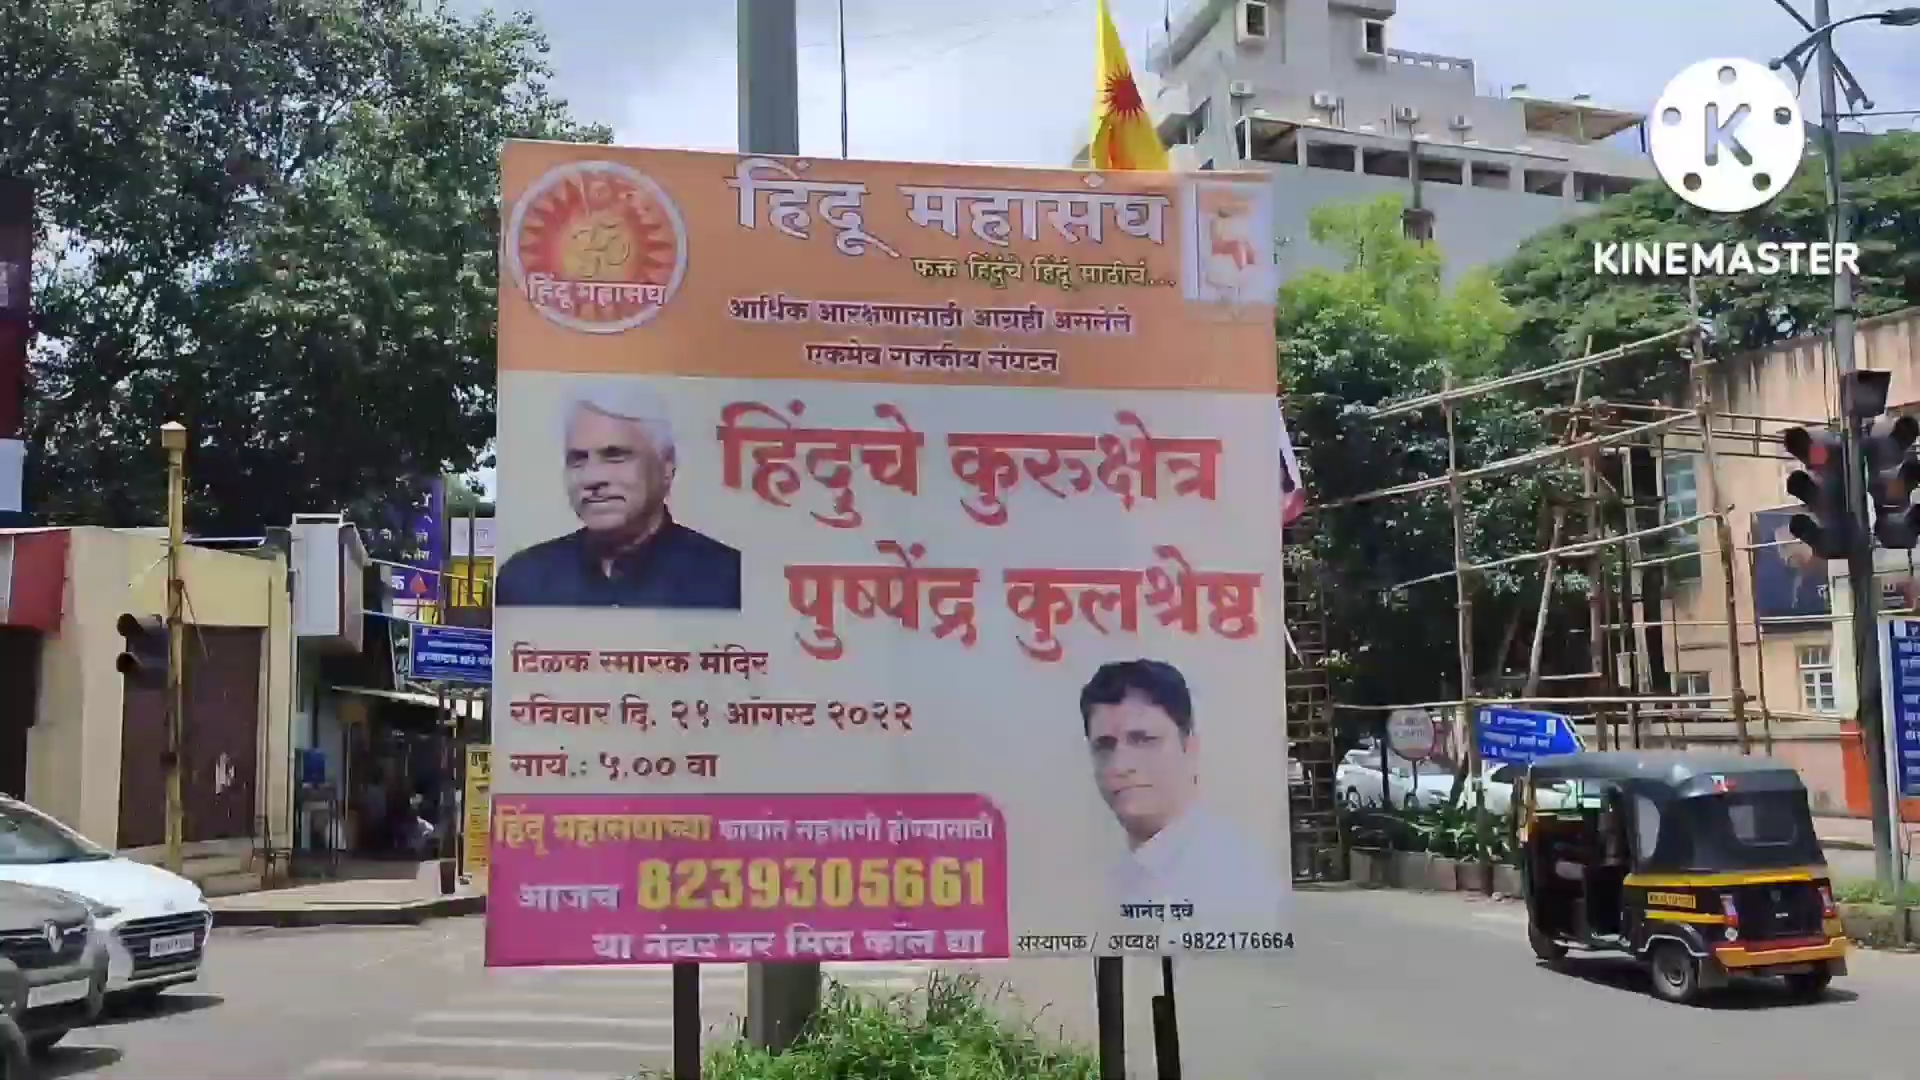 हिंदू महासंघ
फक्त हिंदुंचे हिंदूं साठीचं...
हिंदू महासंघ
आर्थिक आरक्षणासाठी आग्रही असलेले
एकमेव राजकीय संघटन
हिंदुचे कुरुक्षेत्र
पुष्पेंद्र कुलश्रेष्ठ
टिळक स्मारक मंदिर
रविवार दि. २१ ऑगस्ट २०२२
सायं.: ५.०० वा
हिंदू महासंघाच्या कार्यात सहभागी होण्यासाठी
आजच 8239305661
या नंबर वर मिस कॉल द्या
आनंद दवे
संस्थापक/ अध्यक्ष - 9822176664
K
KINEMASTER